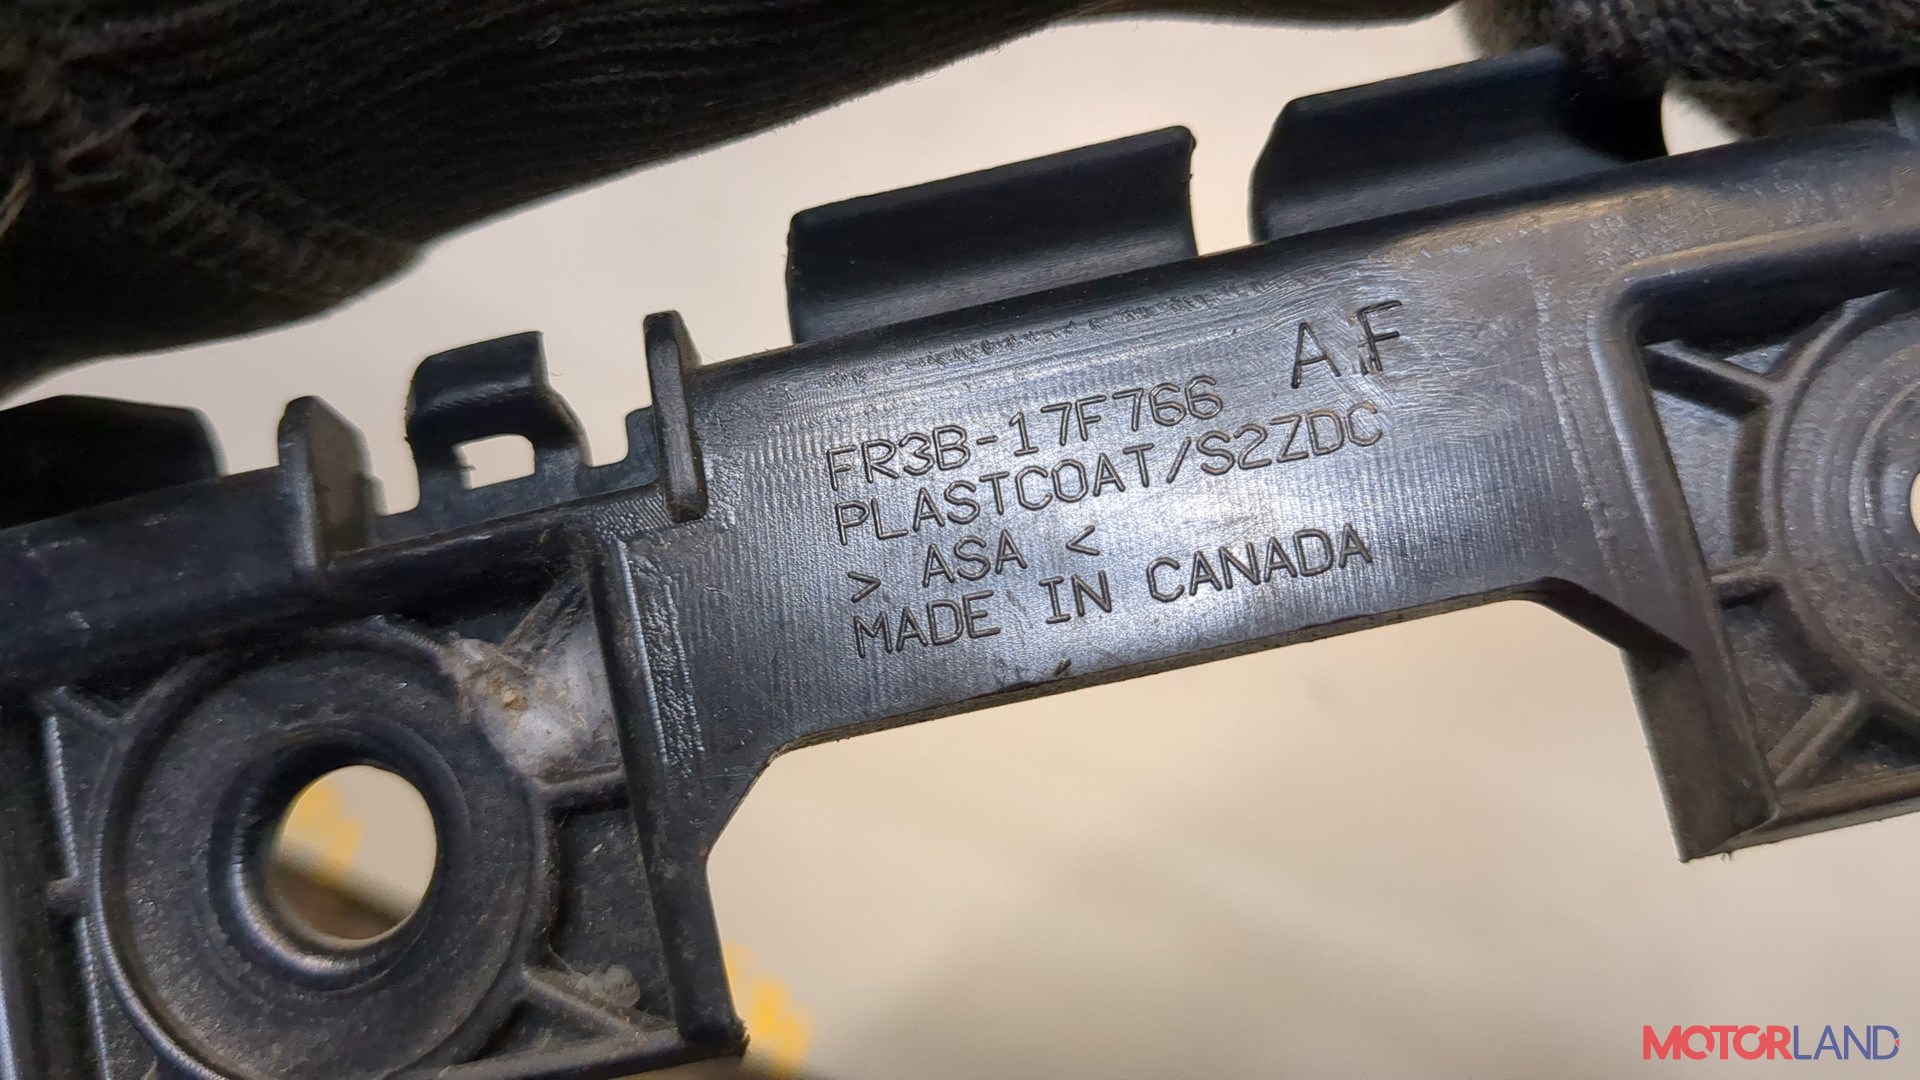 FR3B-17F766 AF
PLASTCOAT/S2ZDC
> ASA <
MADE IN CANADA
MOTORLAND